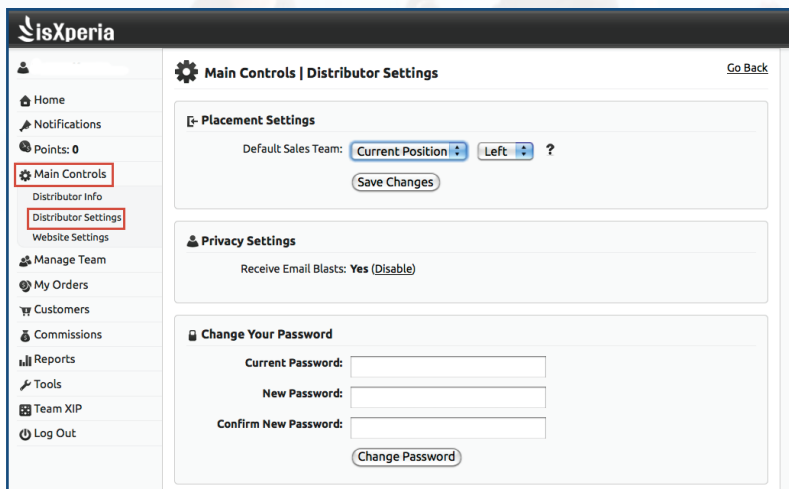 isXperia
Home
Notifications
Points: 0
Main Controls
Distributor Info
Distributor Settings
Website Settings
Manage Team
My Orders
Customers
Commissions
Reports
Tools
Team XIP
Log Out
Main Controls | Distributor Settings
Go Back
Placement Settings
Default Sales Team: Current Position Left ?
Save Changes
Privacy Settings
Receive Email Blasts: Yes (Disable)
Change Your Password
Current Password:
New Password:
Confirm New Password:
Change Password